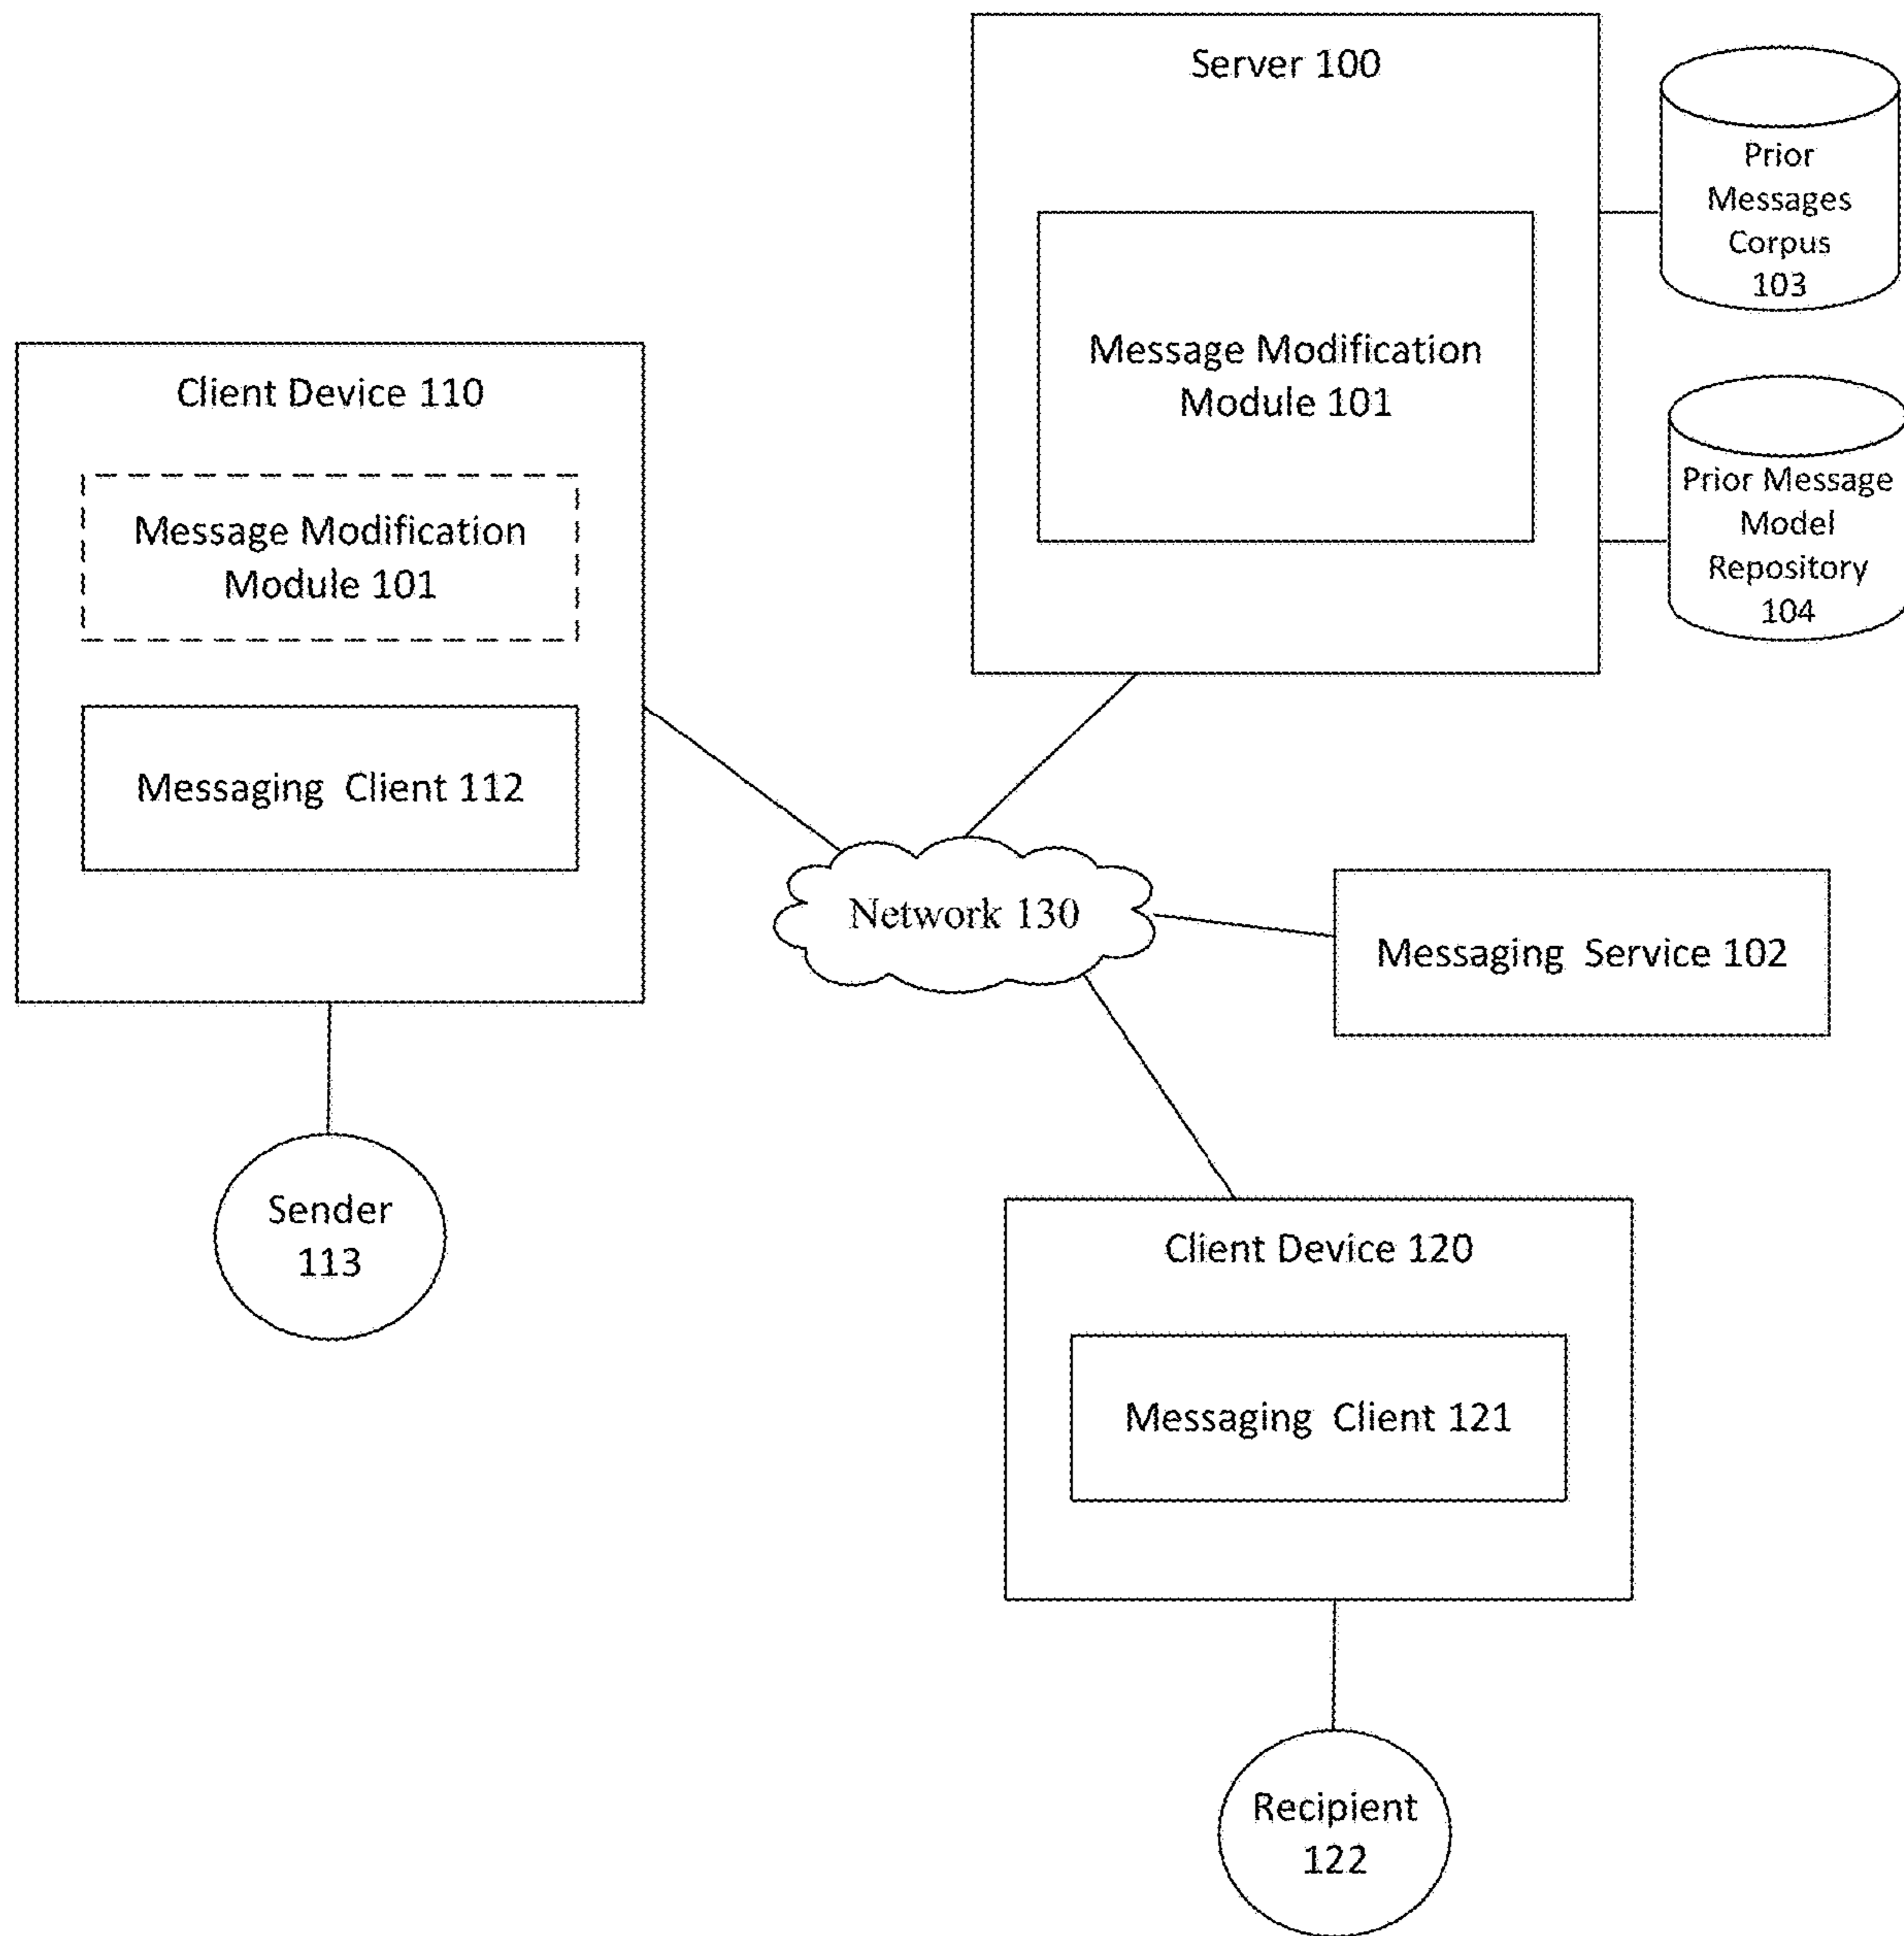 Server 100
Prior
Messages
Corpus
103
Message Modification
Module 101
Prior Message
Model
Repository
104
Client Device 110
Message Modification
Module 101
Messaging Client 112
Network 130
Messaging Service 102
Sender
113
Client Device 120
Messaging Client 121
Recipient
122